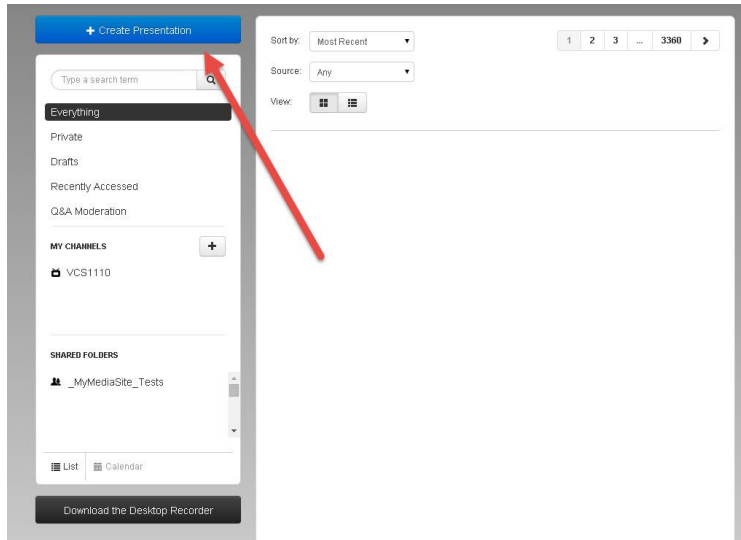 + Create Presentation
Type a search term
Everything
Private
Drafts
Recently Accessed
Q&A Moderation
MY CHANNELS
+
VCS1110
SHARED FOLDERS
_MyMediaSite_Tests
List Calendar
Download the Desktop Recorder
Sort by: Most Recent
1 2 3 ... 3360
Source: Any
View: